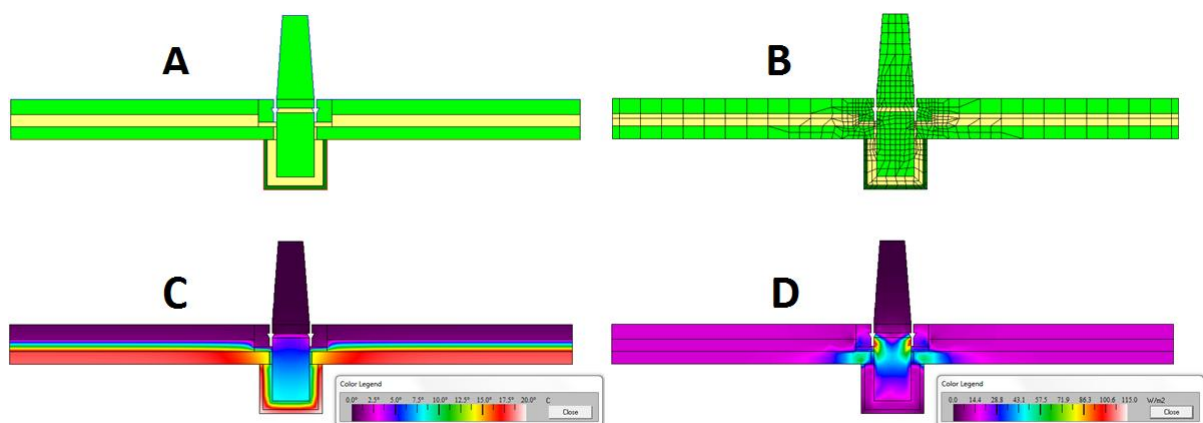 A
B
C
D
Color Legend
0.0° 2.5° 5.0° 7.5° 10.0° 12.5° 15.0° 17.5° 20.0° C
Close
Color Legend
0.0 14.4 28.8 43.1 57.5 71.9 86.3 100.6 115.0 W/m2
Close